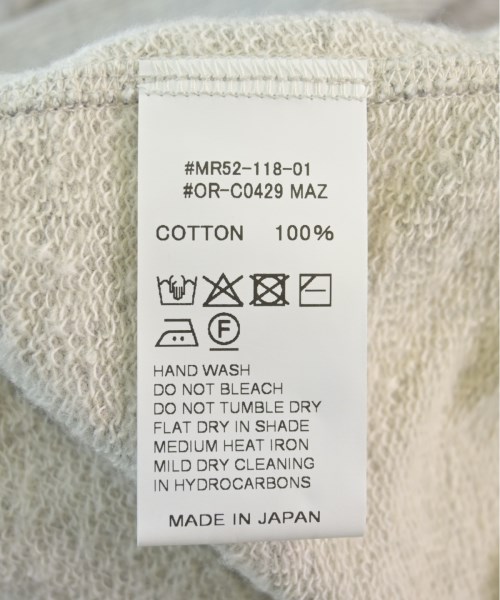 #MR52-118-01
#OR-C0429 MAZ
COTTON 100%
F
HAND WASH
DO NOT BLEACH
DO NOT TUMBLE DRY
FLAT DRY IN SHADE
MEDIUM HEAT IRON
MILD DRY CLEANING
IN HYDROCARBONS
MADE IN JAPAN